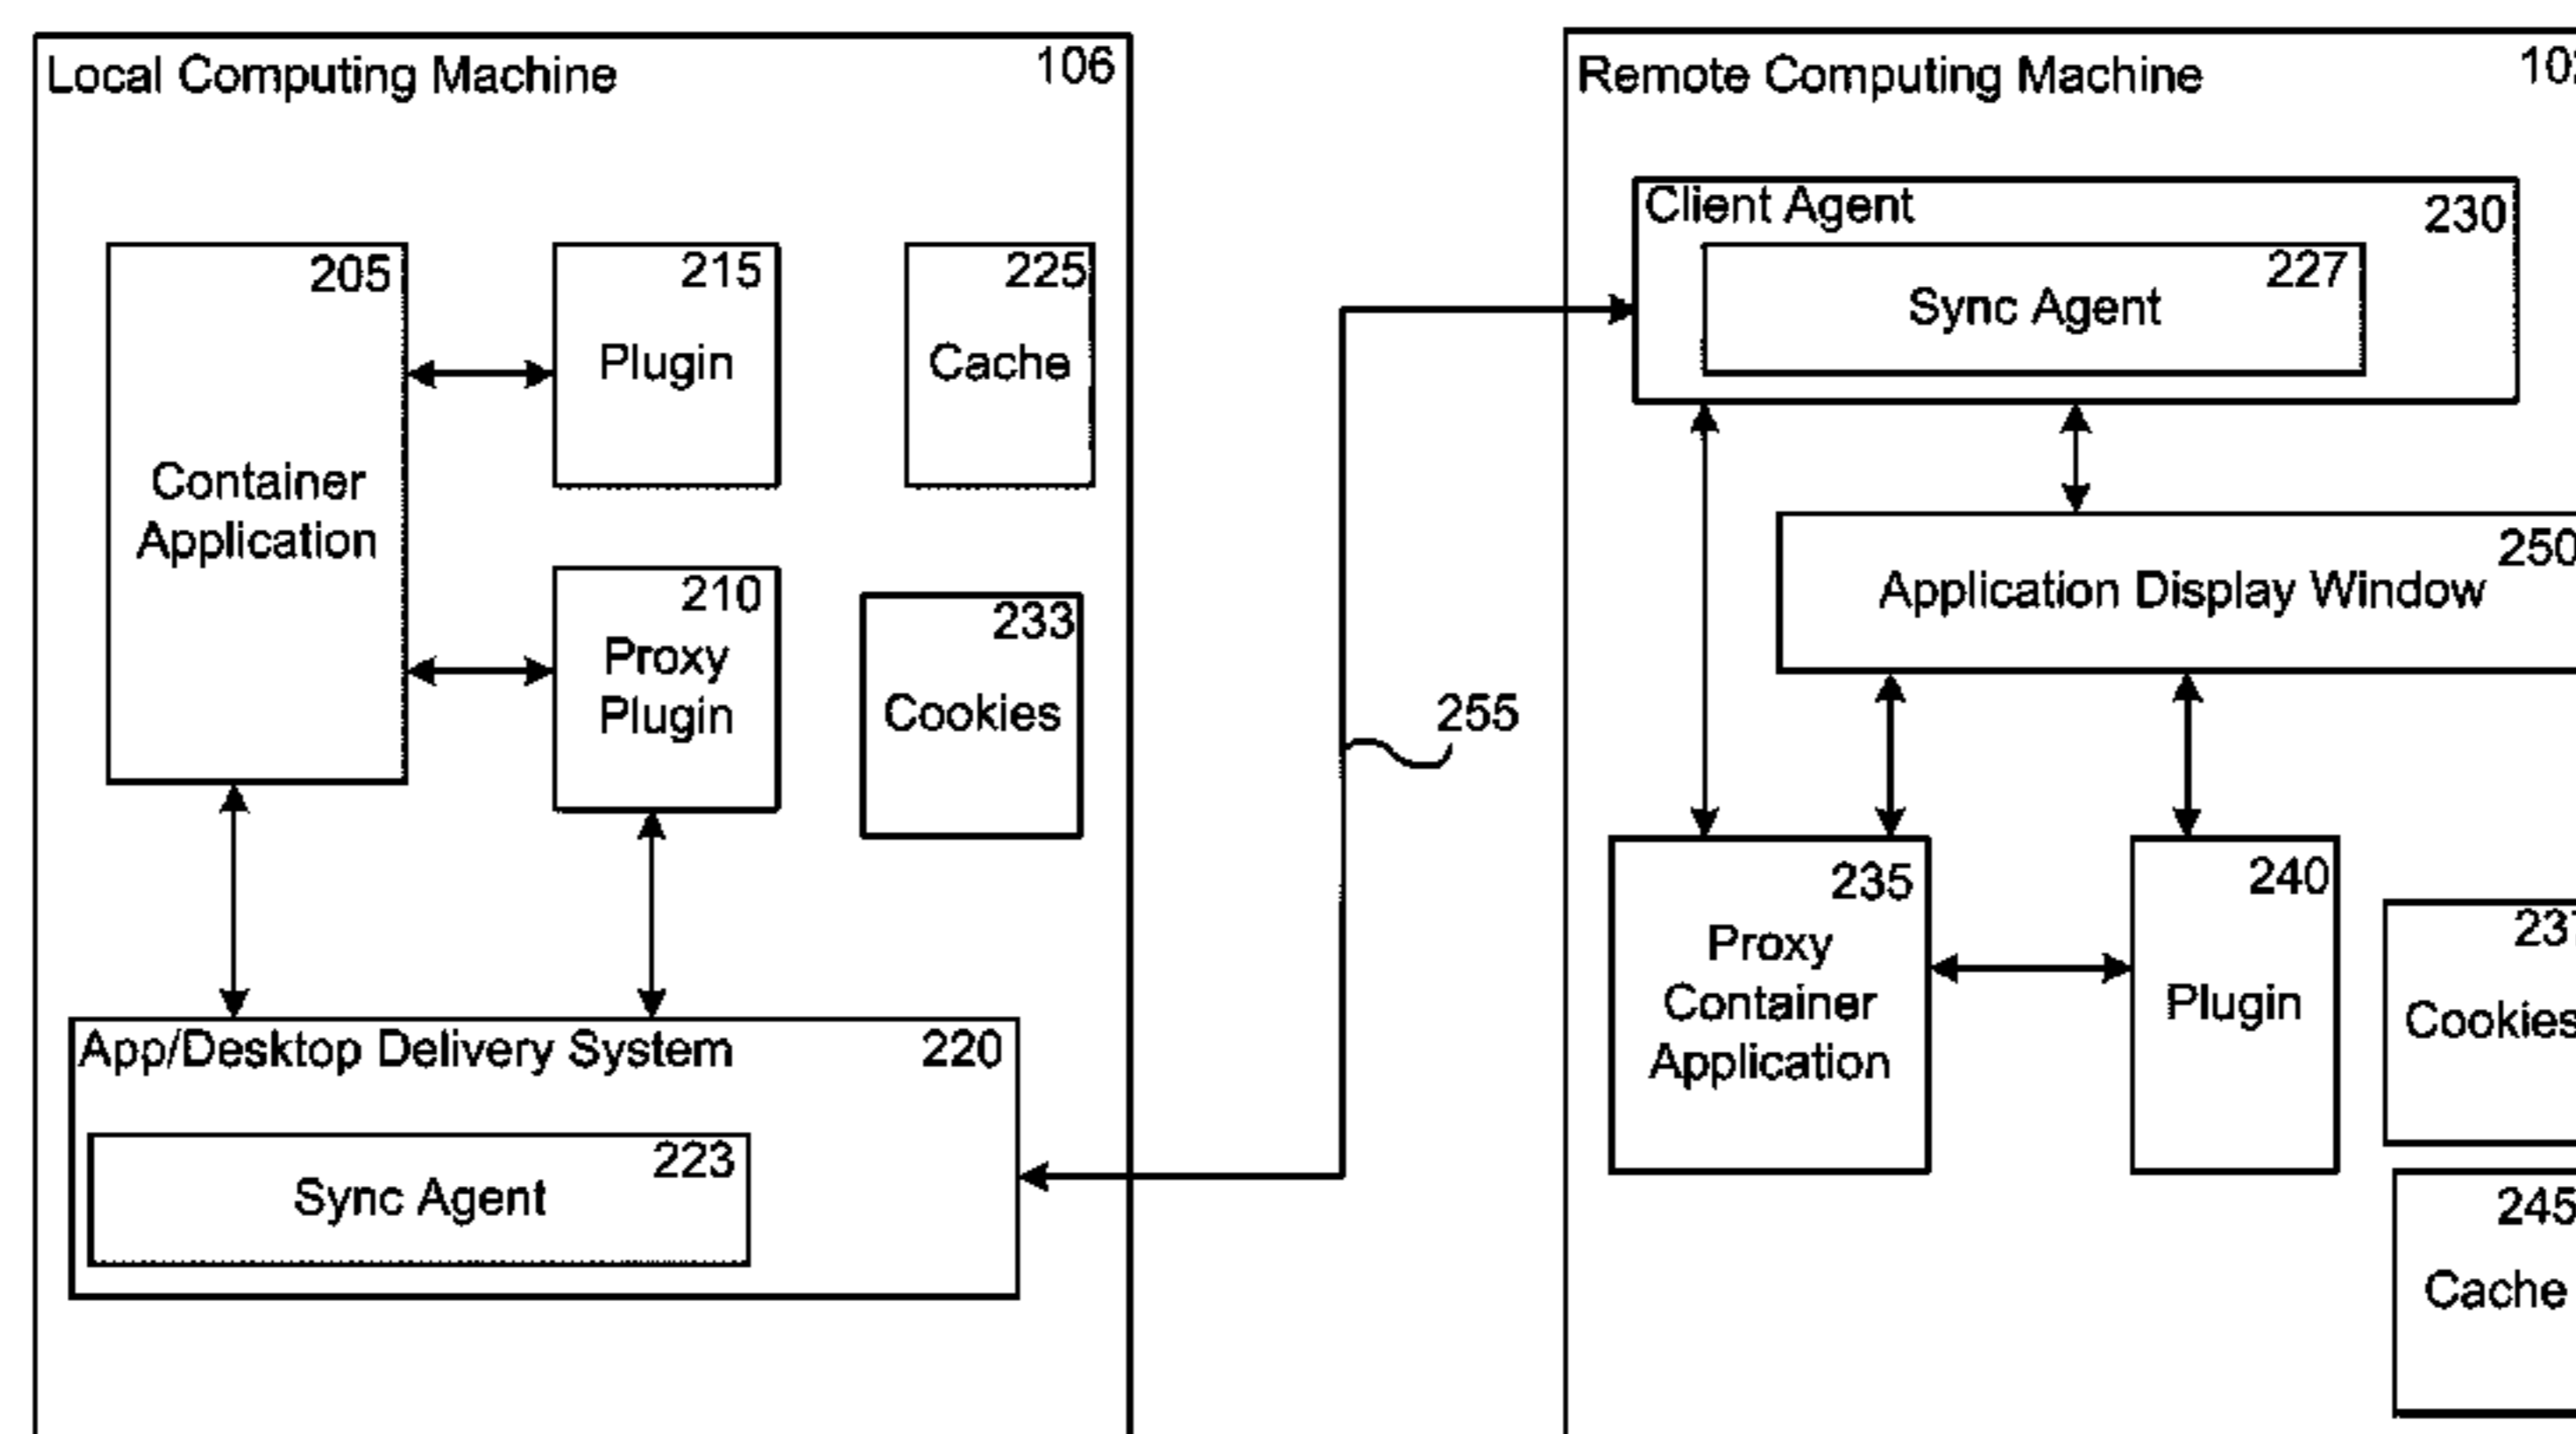 Local Computing Machine
106
205
Container
Application
215
Plugin
225
Cache
210
Proxy
Plugin
233
Cookies
App/Desktop Delivery System
220
223
Sync Agent
255
Remote Computing Machine
Client Agent
230
227
Sync Agent
250
Application Display Window
235
Proxy
Container
Application
240
Plugin
Cookies
245
Cache